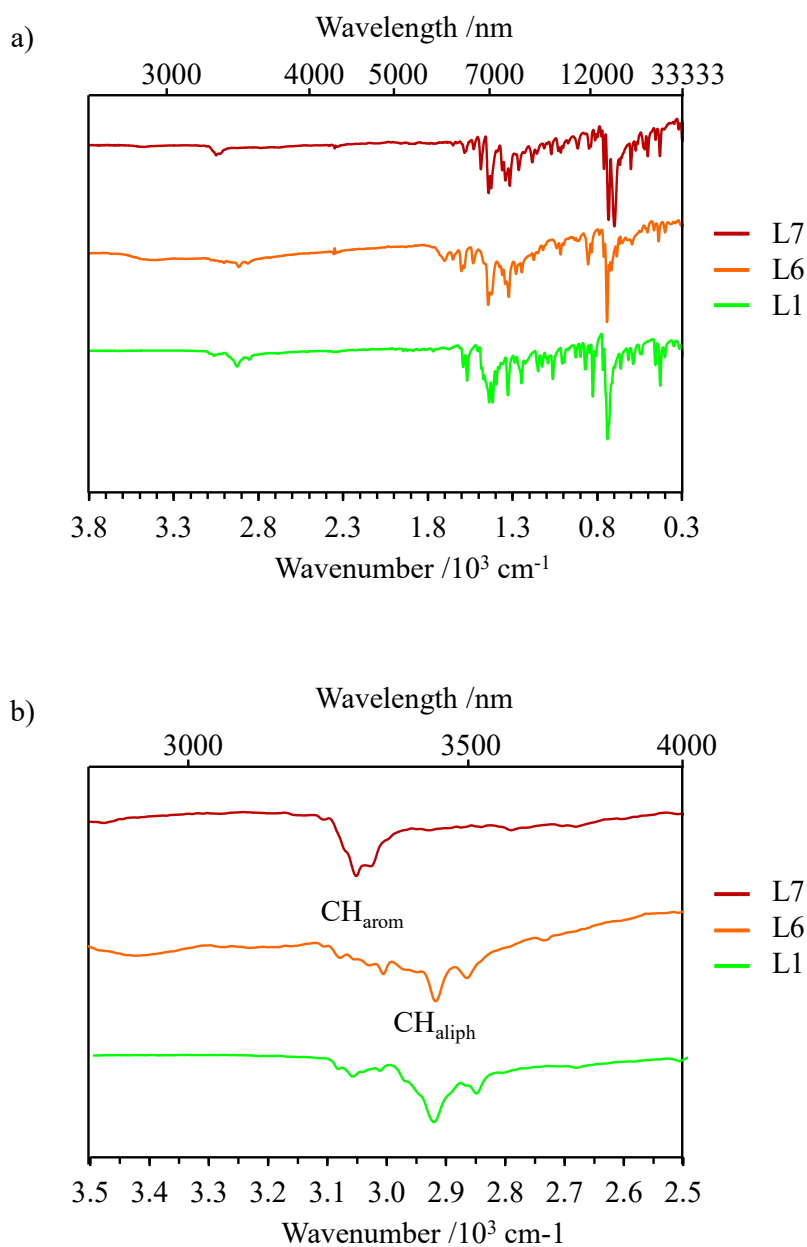 a)
Wavelength /nm
3000 4000 5000 7000 12000 33333
L7
L6
L1
3.8 3.3 2.8 2.3 1.8 1.3 0.8 0.3
Wavenumber /10³ cm⁻¹
b)
Wavelength /nm
3000 3500 4000
L7
CHarom
L6
L1
CHaliph
3.5 3.4 3.3 3.2 3.1 3.0 2.9 2.8 2.7 2.6 2.5
Wavenumber /10³ cm-1